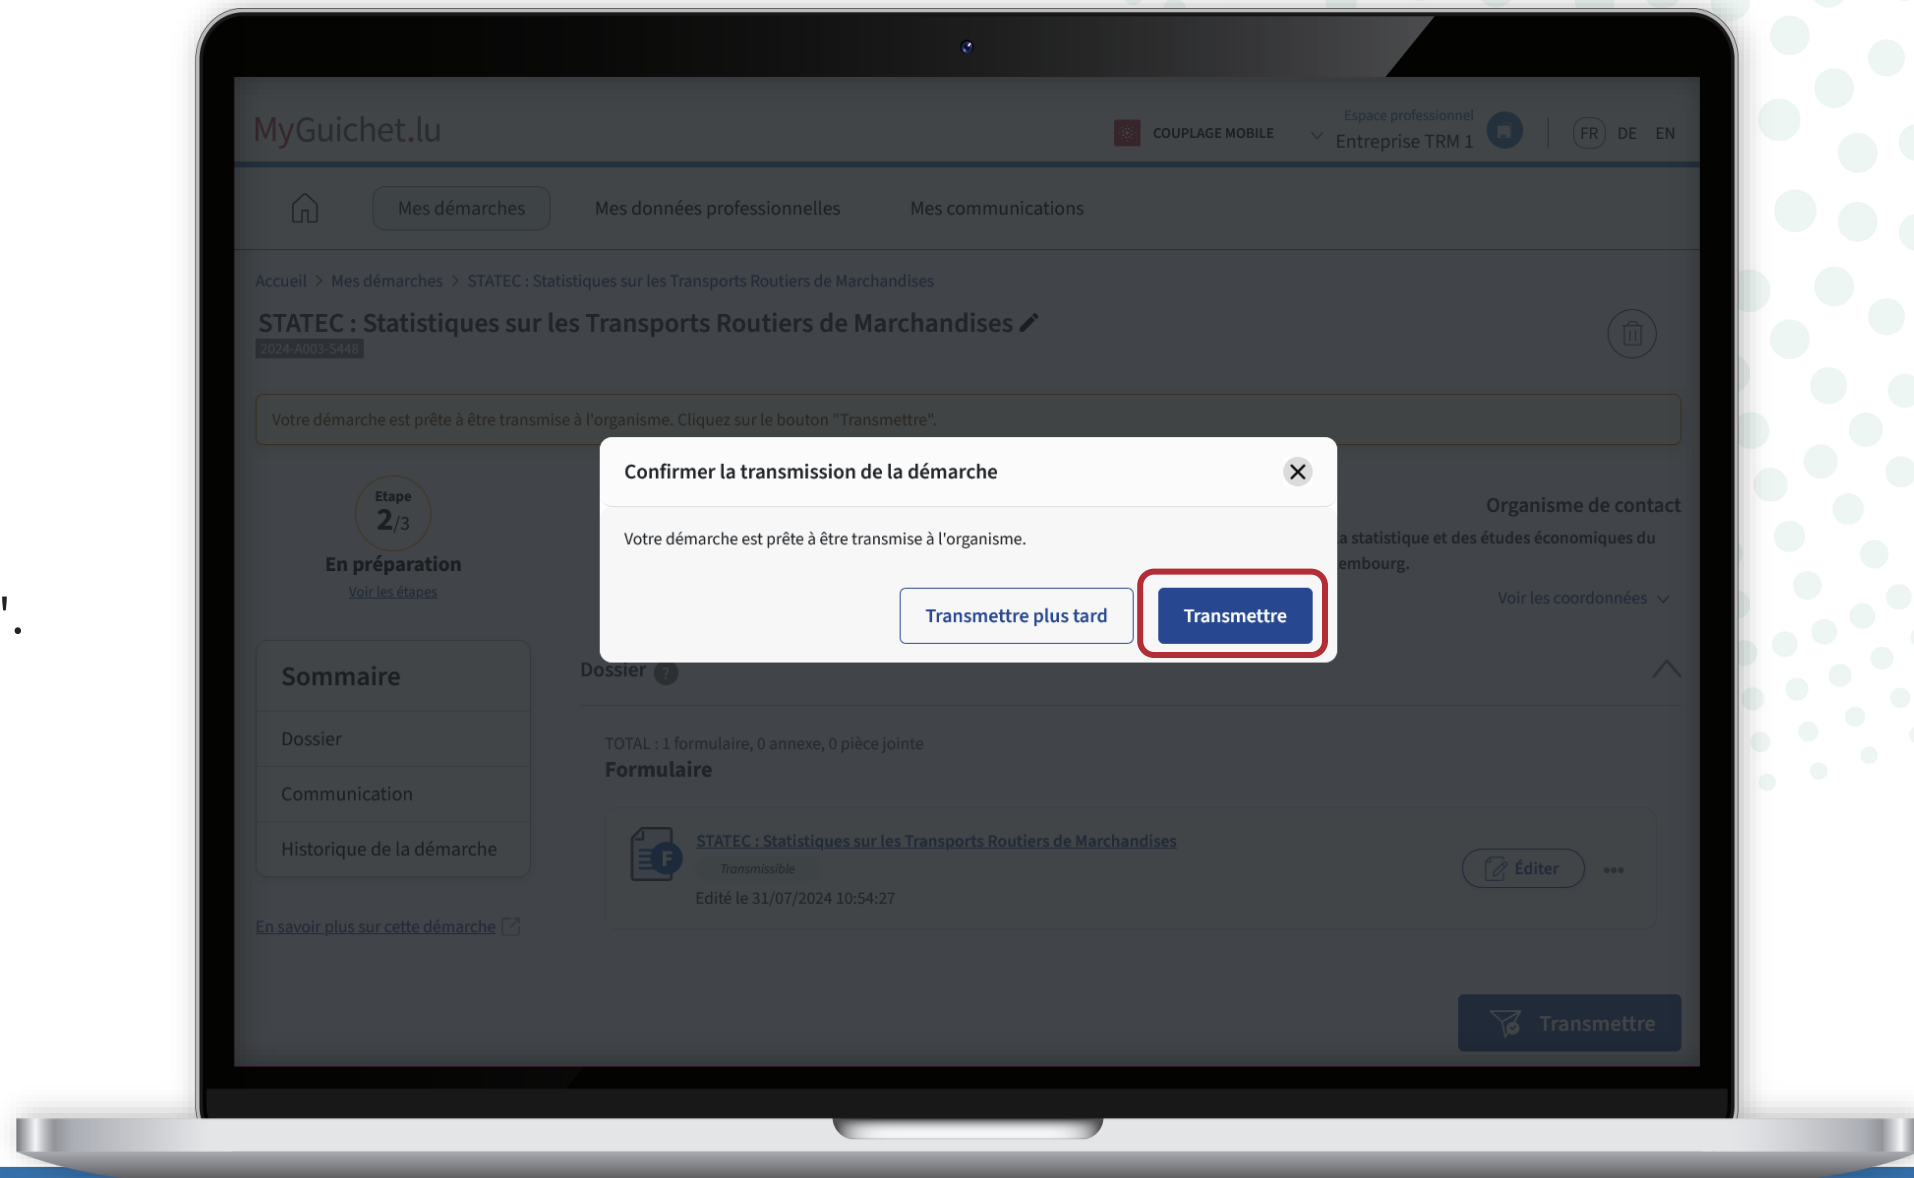 MyGuichet.lu
COUPLAGE MOBILE
Espace professionnel
Entreprise TRM 1
FR DE EN
Mes démarches
Mes données professionnelles
Mes communications
Accueil > Mes démarches > STATEC : Statistiques sur les Transports Routiers de Marchandises
STATEC : Statistiques sur les Transports Routiers de Marchandises
2024-A003-S448
Votre démarche est prête à être transmise à l'organisme. Cliquez sur le bouton "Transmettre".
Confirmer la transmission de la démarche
Votre démarche est prête à être transmise à l'organisme.
Transmettre plus tard
Transmettre
Etape
2/3
En préparation
Voir les étapes
Organisme de contact
a statistique et des études économiques du
embourg.
Voir les coordonnées
".
Sommaire
Dossier
Communication
Historique de la démarche
En savoir plus sur cette démarche
Dossier ?
TOTAL : 1 formulaire, 0 annexe, 0 pièce jointe
Formulaire
F
STATEC : Statistiques sur les Transports Routiers de Marchandises
Transmissible
Edité le 31/07/2024 10:54:27
Éditer
Transmettre